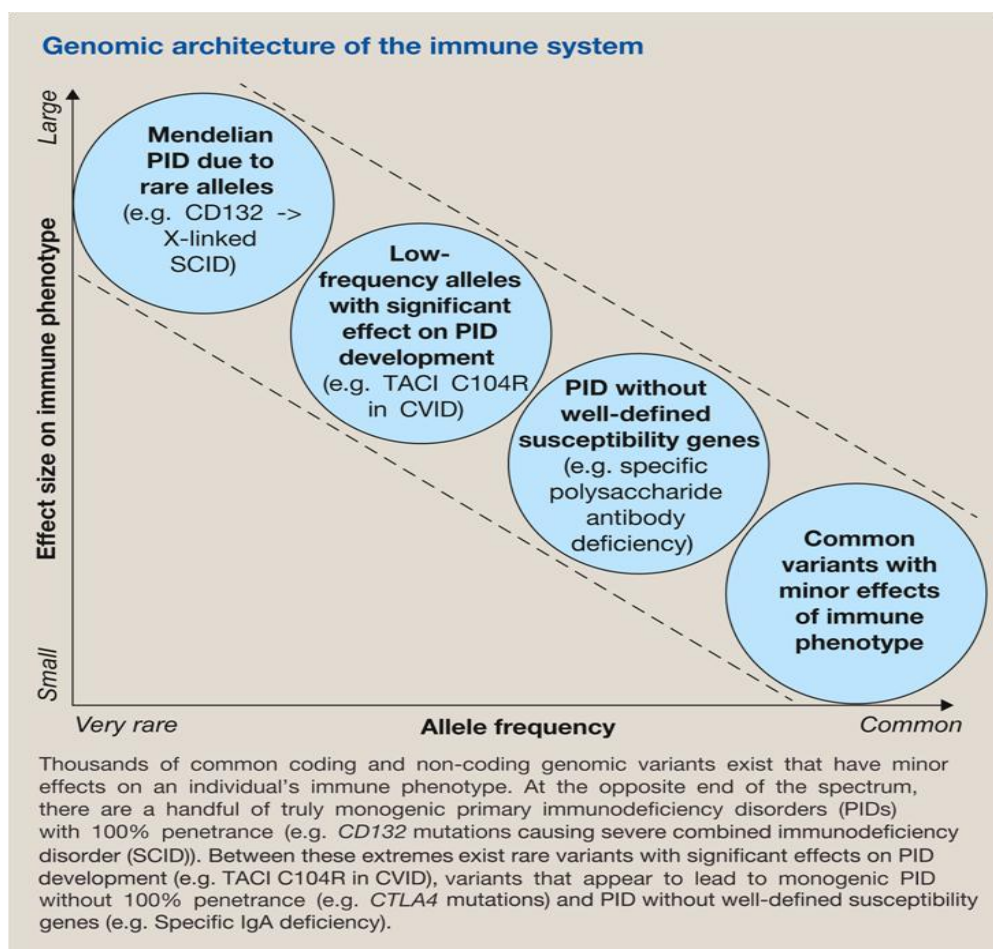 Genomic architecture of the immune system
Large
Effect size on immune phenotype
Small
Mendelian
PID due to
rare alleles
(e.g. CD132 ->
X-linked
SCID)
Low-
frequency alleles
with significant
effect on PID
development
(e.g. TACI C104R
in CVID)
PID without
well-defined
susceptibility genes
(e.g. specific
polysaccharide
antibody
deficiency)
Common
variants with
minor effects
of immune
phenotype
Very rare
Allele frequency
Common
Thousands of common coding and non-coding genomic variants exist that have minor
effects on an individual's immune phenotype. At the opposite end of the spectrum,
there are a handful of truly monogenic primary immunodeficiency disorders (PIDs)
with 100% penetrance (e.g. CD132 mutations causing severe combined immunodeficiency
disorder (SCID)). Between these extremes exist rare variants with significant effects on PID
development (e.g. TACI C104R in CVID), variants that appear to lead to monogenic PID
without 100% penetrance (e.g. CTLA4 mutations) and PID without well-defined susceptibility
genes (e.g. Specific IgA deficiency).